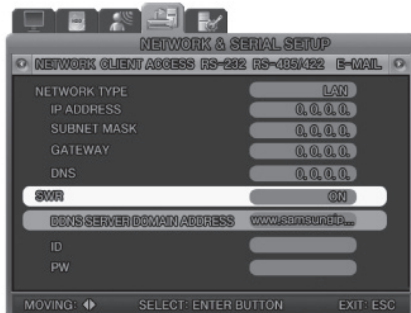 NETWORK & SERIAL SETUP
NETWORK CLIENT ACCESS RS-232 RS-485/422 E-MAIL
NETWORK TYPE LAN
IP ADDRESS 0. 0. 0. 0.
SUBNET MASK 0. 0. 0. 0.
GATEWAY 0. 0. 0. 0.
DNS 0. 0. 0. 0.
SWR ON
DDNS SERVER DOMAIN ADDRESS www.samsungip...
ID
PW
MOVING: SELECT: ENTER BUTTON EXIT: ESC